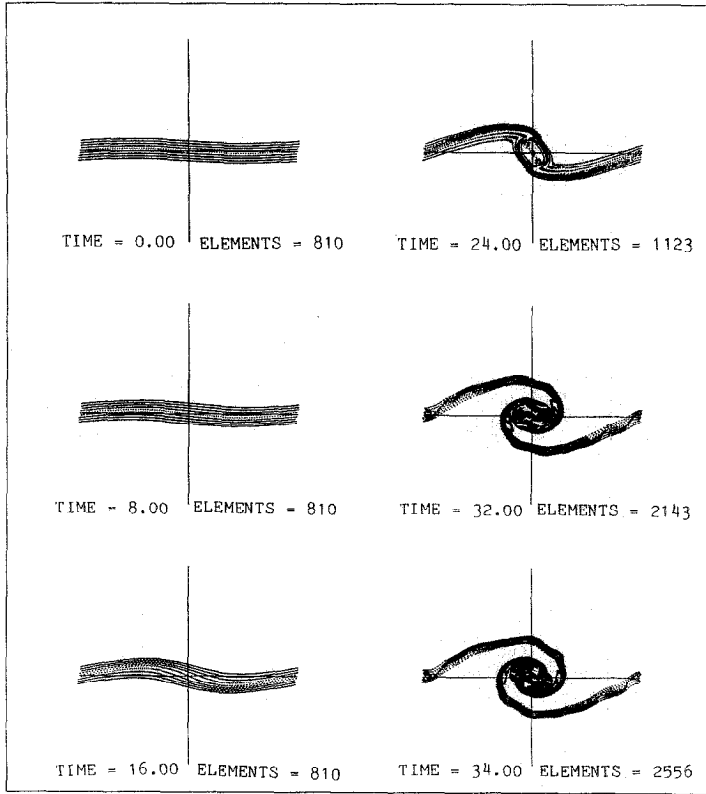 TIME = 0.00 ELEMENTS = 810
TIME = 24.00 ELEMENTS = 1123
TIME = 8.00 ELEMENTS = 810
TIME = 32.00 ELEMENTS = 2143
TIME = 16.00 ELEMENTS = 810
TIME = 34.00 ELEMENTS = 2556